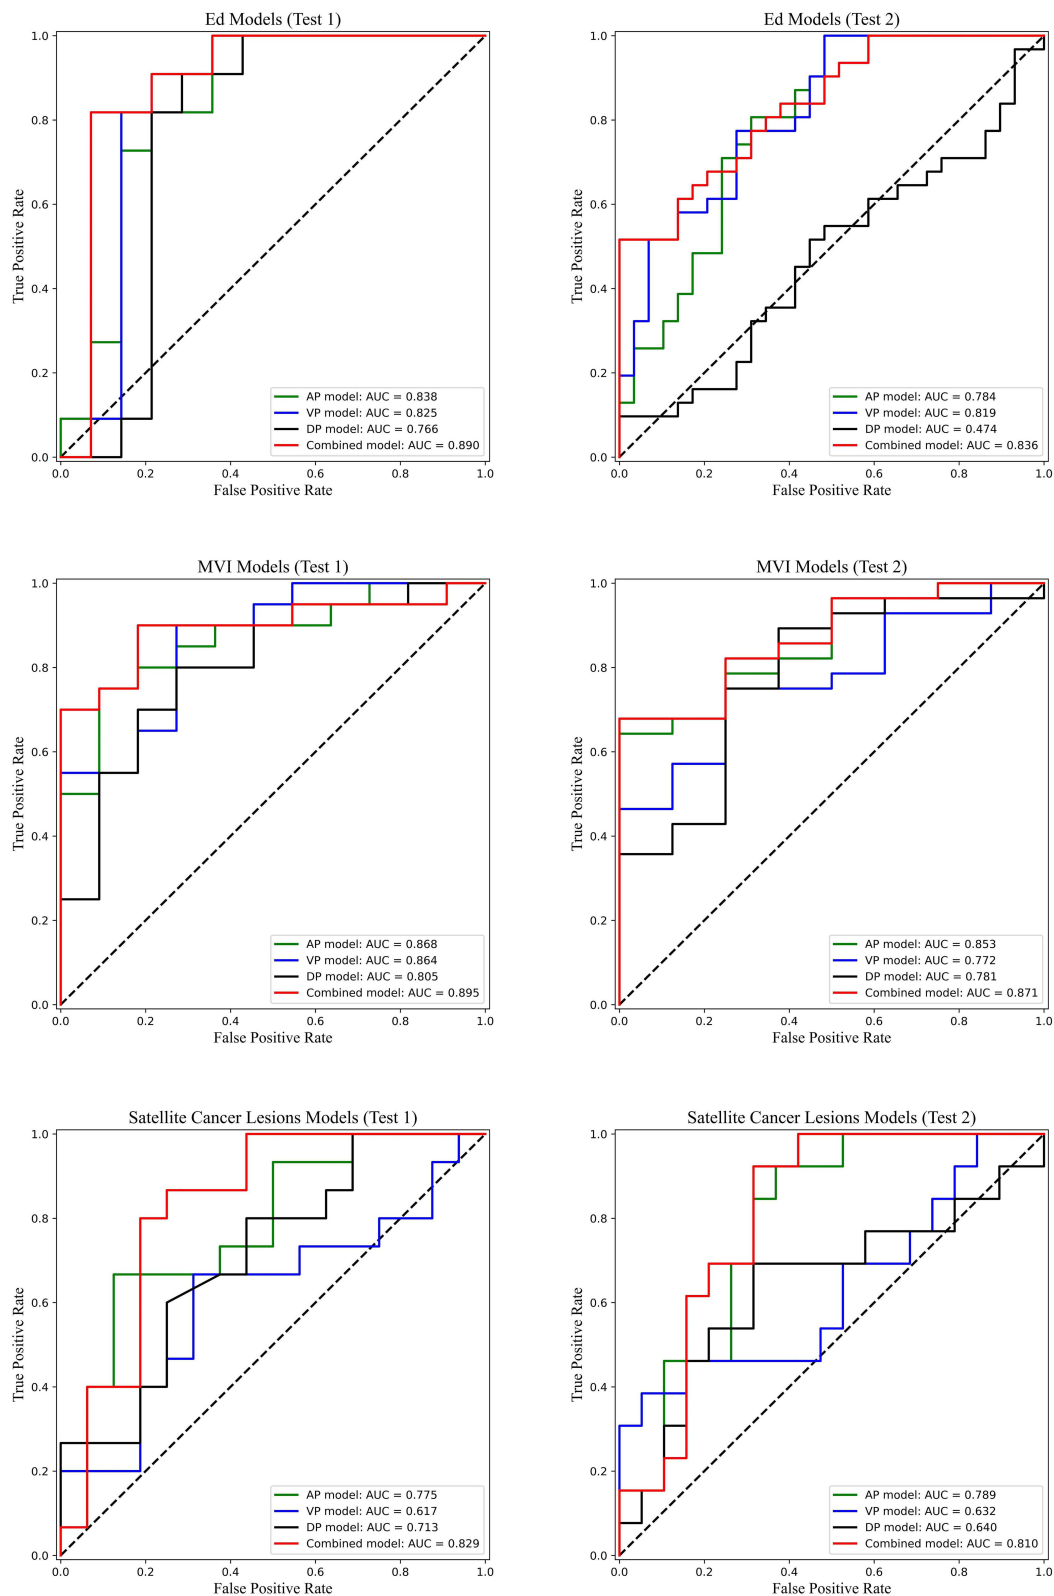 Ed Models (Test 1)
True Positive Rate
1.0
0.8
0.6
0.4
0.2
0.0
AP model: AUC = 0.838
VP model: AUC = 0.825
DP model: AUC = 0.766
Combined model: AUC = 0.890
0.0 0.2 0.4 0.6 0.8 1.0
False Positive Rate
Ed Models (Test 2)
True Positive Rate
1.0
0.8
0.6
0.4
0.2
0.0
AP model: AUC = 0.784
VP model: AUC = 0.819
DP model: AUC = 0.474
Combined model: AUC = 0.836
0.0 0.2 0.4 0.6 0.8 1.0
False Positive Rate
MVI Models (Test 1)
True Positive Rate
1.0
0.8
0.6
0.4
0.2
0.0
AP model: AUC = 0.868
VP model: AUC = 0.864
DP model: AUC = 0.805
Combined model: AUC = 0.895
0.0 0.2 0.4 0.6 0.8 1.0
False Positive Rate
MVI Models (Test 2)
True Positive Rate
1.0
0.8
0.6
0.4
0.2
0.0
AP model: AUC = 0.853
VP model: AUC = 0.772
DP model: AUC = 0.781
Combined model: AUC = 0.871
0.0 0.2 0.4 0.6 0.8 1.0
False Positive Rate
Satellite Cancer Lesions Models (Test 1)
True Positive Rate
1.0
0.8
0.6
0.4
0.2
0.0
AP model: AUC = 0.775
VP model: AUC = 0.617
DP model: AUC = 0.713
Combined model: AUC = 0.829
0.0 0.2 0.4 0.6 0.8 1.0
False Positive Rate
Satellite Cancer Lesions Models (Test 2)
True Positive Rate
1.0
0.8
0.6
0.4
0.2
0.0
AP model: AUC = 0.789
VP model: AUC = 0.632
DP model: AUC = 0.640
Combined model: AUC = 0.810
0.0 0.2 0.4 0.6 0.8 1.0
False Positive Rate